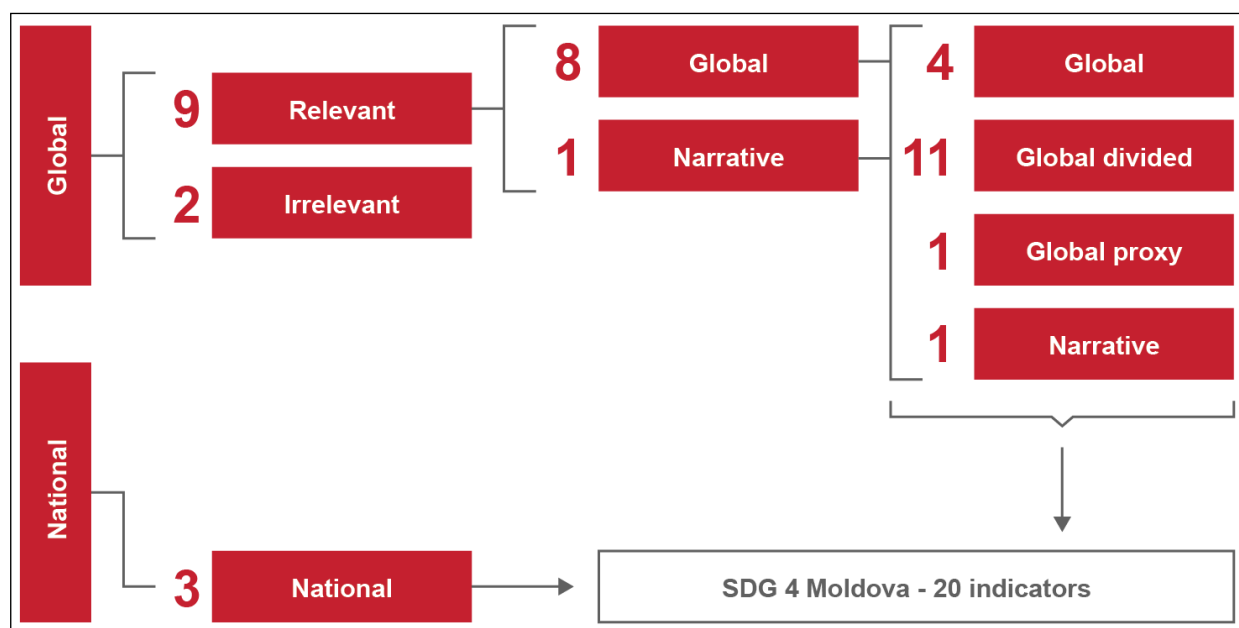 Global
9 Relevant
2 Irrelevant
8 Global
1 Narrative
4 Global
11 Global divided
1 Global proxy
1 Narrative
National
3 National
SDG 4 Moldova - 20 indicators